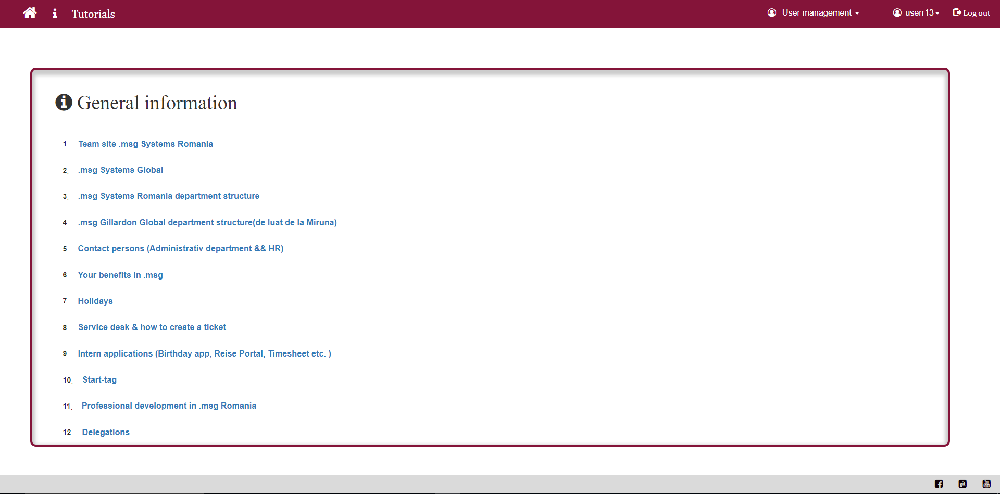 Tutorials User management userr13 Log out
General information
1. Team site .msg Systems Romania
2. .msg Systems Global
3. .msg Systems Romania department structure
4. .msg Gillardon Global department structure(de luat de la Miruna)
5. Contact persons (Administrativ department && HR)
6. Your benefits in .msg
7. Holidays
8. Service desk & how to create a ticket
9. Intern applications (Birthday app, Reise Portal, Timesheet etc. )
10. Start-tag
11. Professional development in .msg Romania
12. Delegations
git You Tube